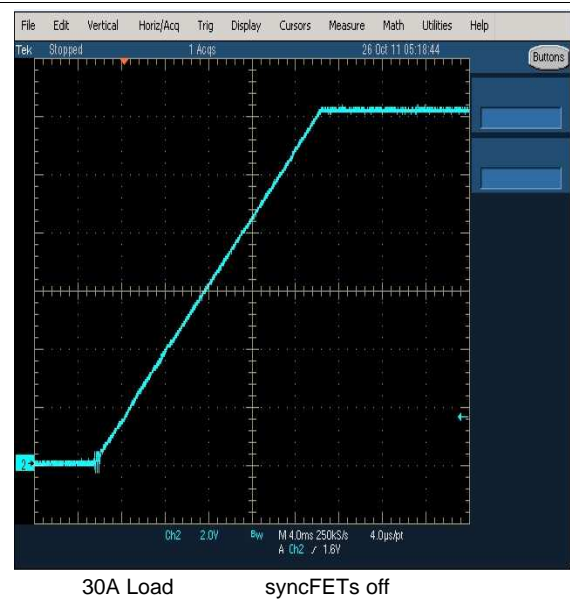 File Edit Vertical Horiz/Acq Trig Display Cursors Measure Math Utilities Help
Tek Stopped 1 Acqs 26 Oct 11 05:18:44
Buttons
2
Ch2 2.0V Bw M 4.0ms 250kS/s 4.0µs/pt
A Ch2 ∕ 1.6V
30A Load syncFETs off